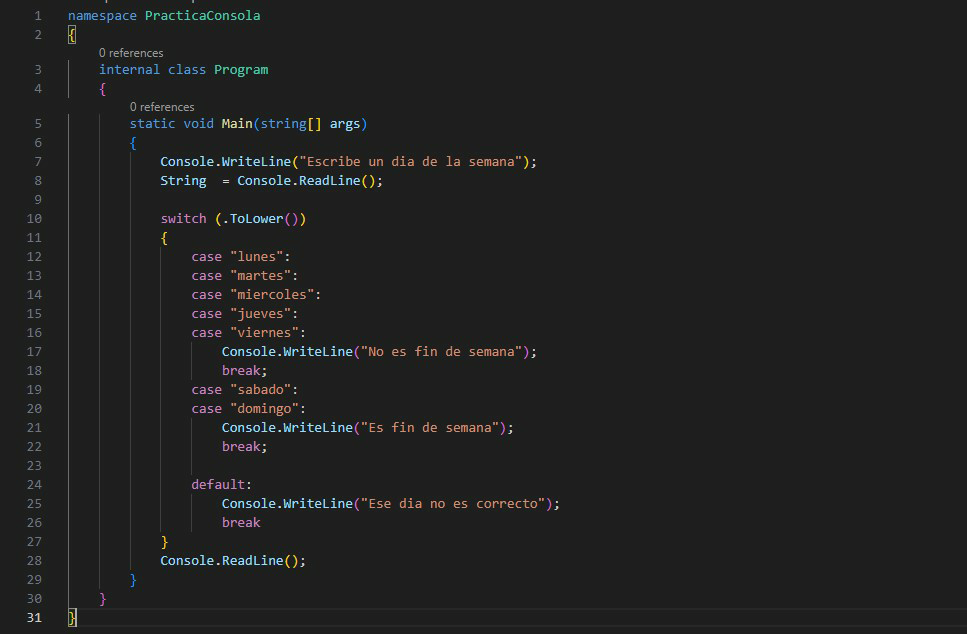 1 namespace PracticaConsola
2 {
0 references
3 internal class Program
4 {
0 references
5 static void Main(string[] args)
6 {
7 Console.WriteLine("Escribe un dia de la semana");
8 String  = Console.ReadLine();
9
10 switch (.ToLower())
11 {
12 case "lunes":
13 case "martes":
14 case "miercoles":
15 case "jueves":
16 case "viernes":
17 Console.WriteLine("No es fin de semana");
18 break;
19 case "sabado":
20 case "domingo":
21 Console.WriteLine("Es fin de semana");
22 break;
23
24 default:
25 Console.WriteLine("Ese dia no es correcto");
26 break
27 }
28 Console.ReadLine();
29 }
30 }
31 }